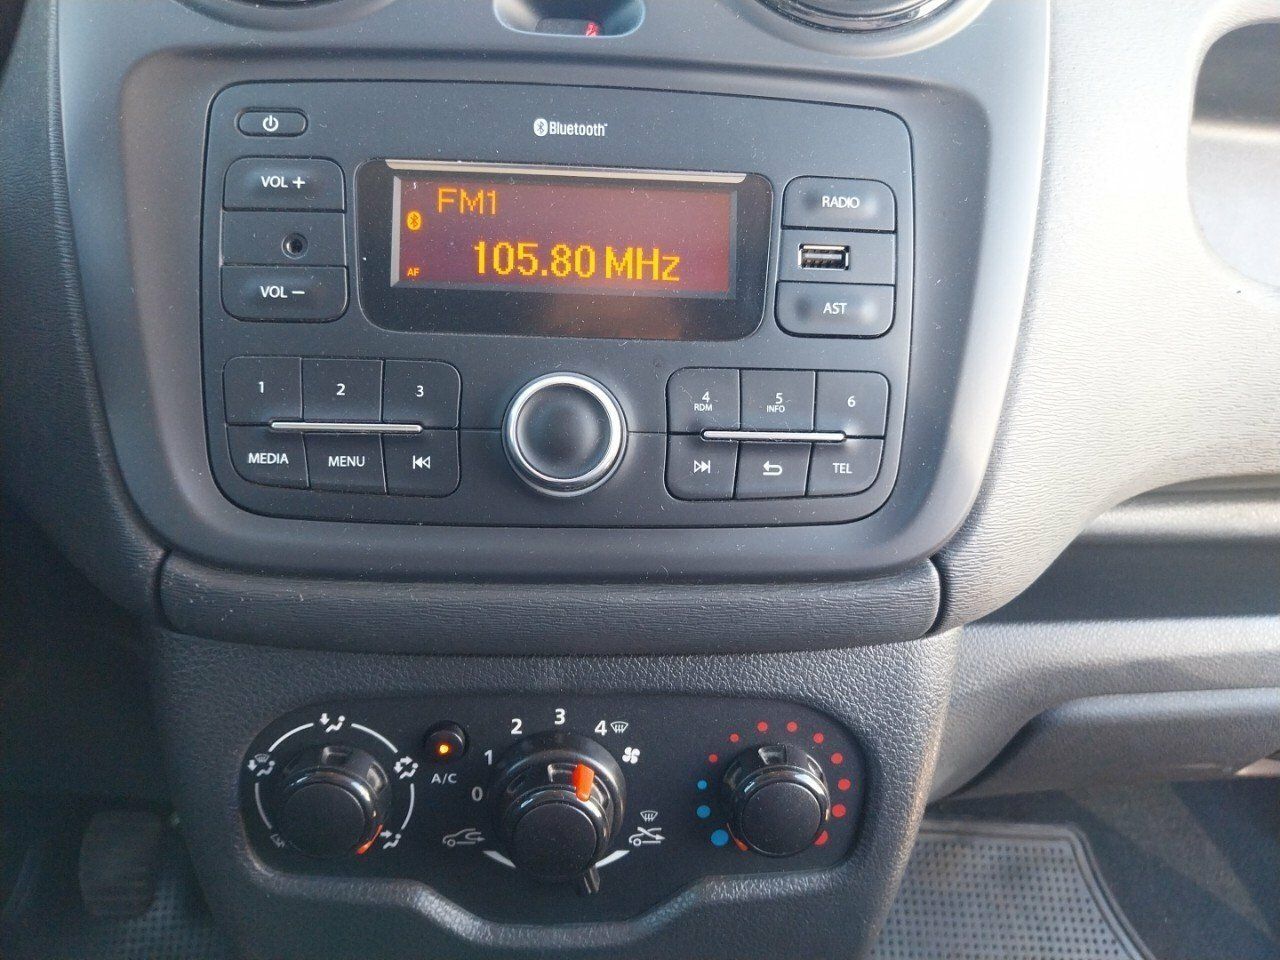 Bluetooth™
VOL +
VOL −
FM1
AF
105.80 MHz
RADIO
AST
1
2
3
MEDIA
MENU
4
RDM
5
INFO
6
TEL
A/C
0
1
2
3
4